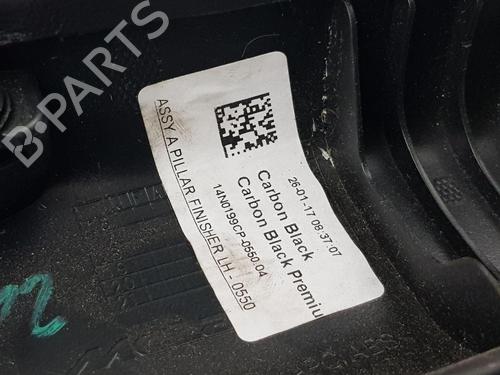 B-PARTS
26-01-17 08:37:07
Carbon Black
Carbon Black Premiu
14N0199CP-0550.04
ASSY A PILLAR FINISHER LH - 0550